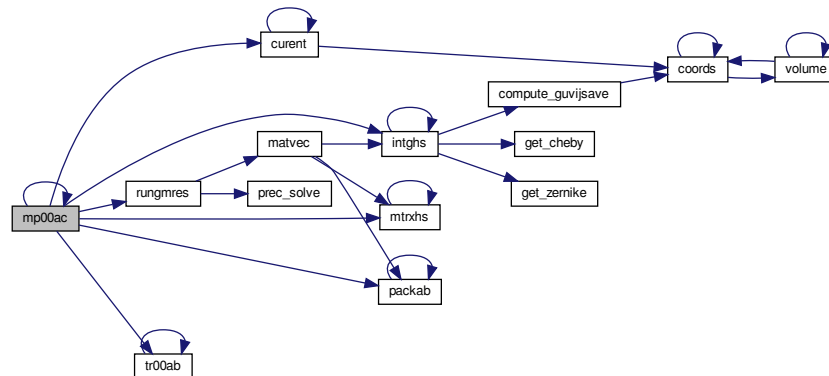 curent
coords
volume
compute_guvijsave
matvec
intghs
get_cheby
rungmres
prec_solve
get_zernike
mp00ac
mtrxhs
packab
tr00ab